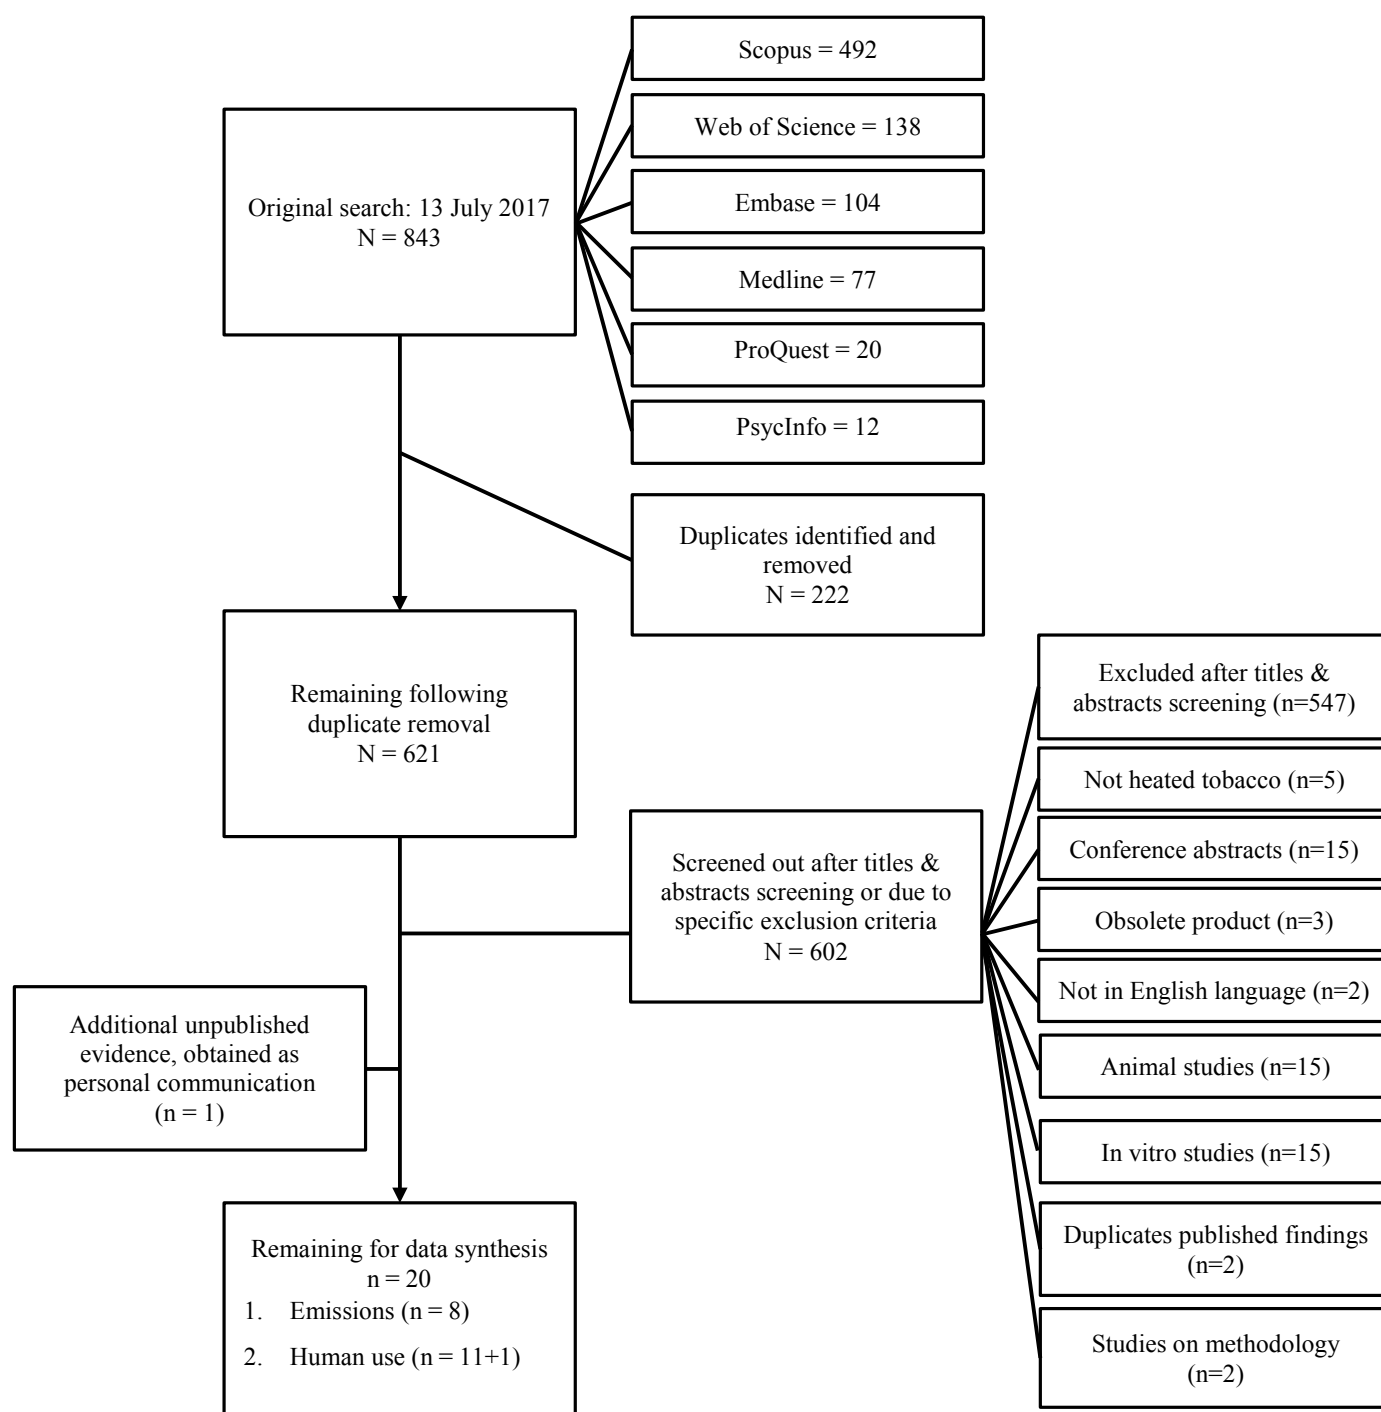 Scopus = 492
Web of Science = 138
Embase = 104
Medline = 77
ProQuest = 20
PsycInfo = 12
Original search: 13 July 2017
N = 843
Duplicates identified and
removed
N = 222
Remaining following
duplicate removal
N = 621
Screened out after titles &
abstracts screening or due to
specific exclusion criteria
N = 602
Excluded after titles &
abstracts screening (n=547)
Not heated tobacco (n=5)
Conference abstracts (n=15)
Obsolete product (n=3)
Not in English language (n=2)
Animal studies (n=15)
In vitro studies (n=15)
Duplicates published findings
(n=2)
Studies on methodology
(n=2)
Additional unpublished
evidence, obtained as
personal communication
(n = 1)
Remaining for data synthesis
n = 20
1. Emissions (n = 8)
2. Human use (n = 11+1)